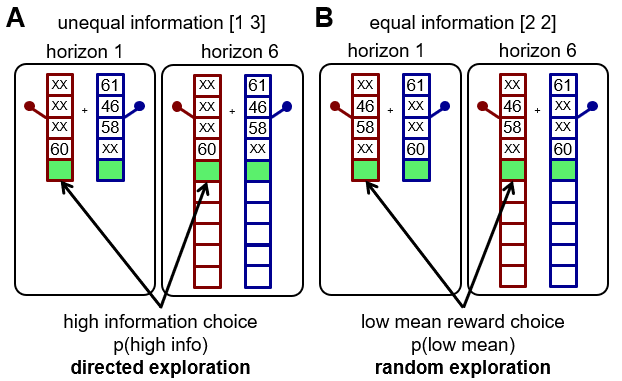 A
unequal information [1 3]
horizon 1
horizon 6
XX 61
XX + 46
XX 58
60 XX
XX 61
XX + 46
XX 58
60 XX
high information choice
p(high info)
directed exploration
B
equal information [2 2]
horizon 1
horizon 6
XX 61
46 + XX
58 XX
XX 60
XX 61
46 + XX
58 XX
XX 60
low mean reward choice
p(low mean)
random exploration